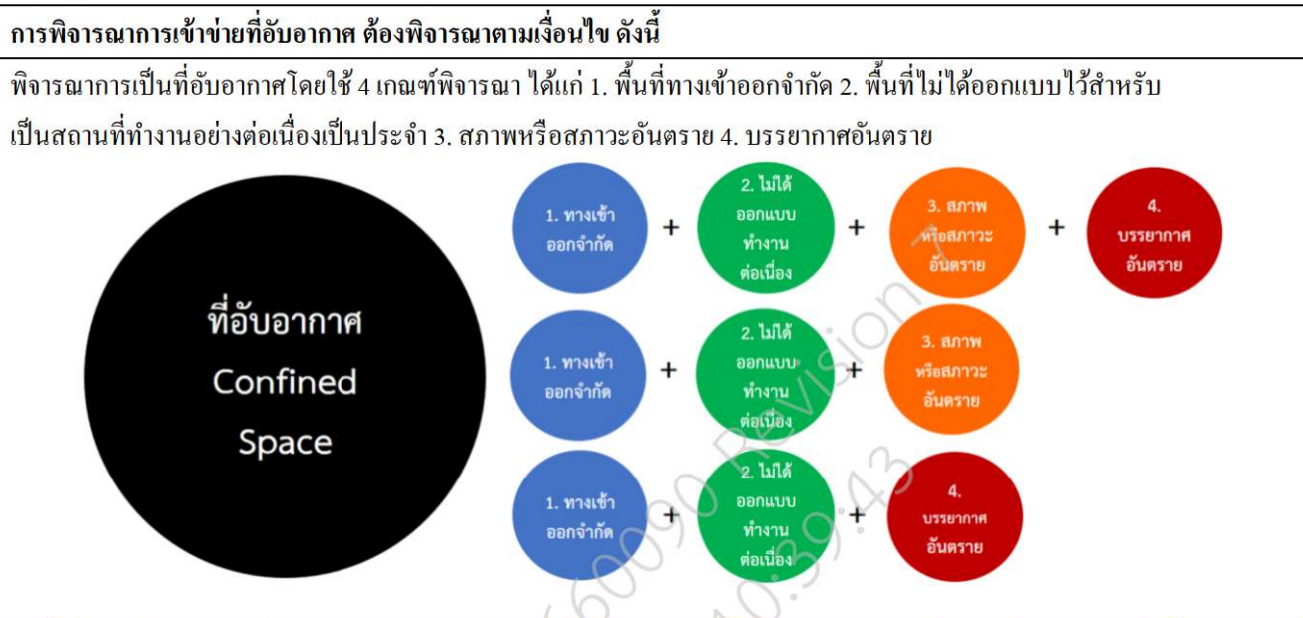 การพิจารณาการเข้าข่ายที่อับอากาศ ต้องพิจารณาตามเงื่อนไข ดังนี้
พิจารณาการเป็นที่อับอากาศโดยใช้ 4 เกณฑ์พิจารณา ได้แก่ 1. พื้นที่ทางเข้าออกจำกัด 2. พื้นที่ไม่ได้ออกแบบไว้สำหรับ
เป็นสถานที่ทำงานอย่างต่อเนื่องเป็นประจำ 3. สภาพหรือสภาวะอันตราย 4. บรรยากาศอันตราย
ที่อับอากาศ
Confined
Space
1. ทางเข้า
ออกจำกัด
+
2. ไม่ได้
ออกแบบ
ทำงาน
ต่อเนื่อง
+
3. สภาพ
หรือสภาวะ
อันตราย
+
4.
บรรยากาศ
อันตราย
1. ทางเข้า
ออกจำกัด
+
2. ไม่ได้
ออกแบบ
ทำงาน
ต่อเนื่อง
+
3. สภาพ
หรือสภาวะ
อันตราย
1. ทางเข้า
ออกจำกัด
+
2. ไม่ได้
ออกแบบ
ทำงาน
ต่อเนื่อง
+
4.
บรรยากาศ
อันตราย
60090 Revision 7
10:39:43